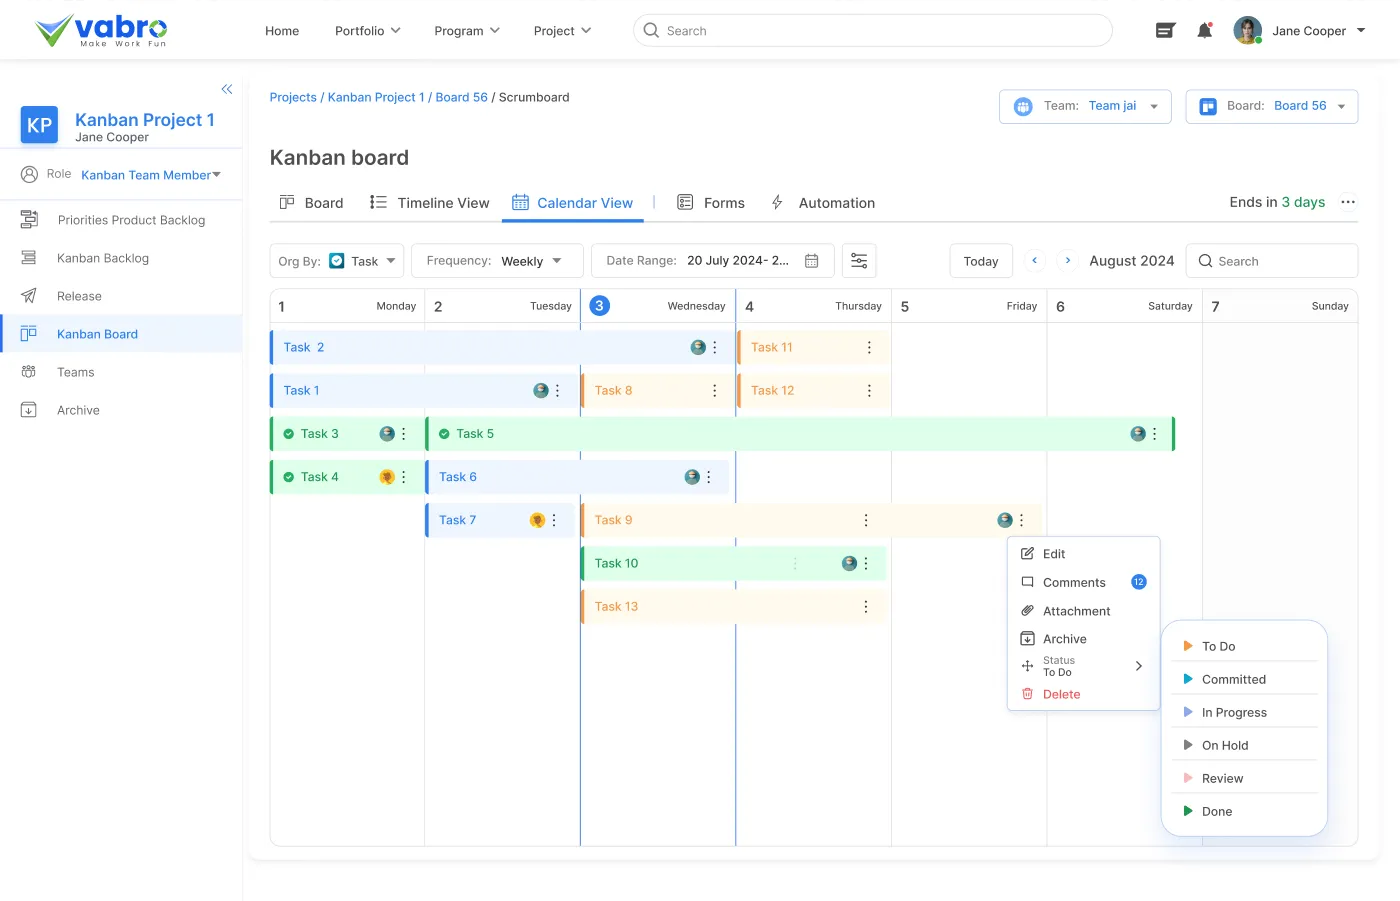 vabro
Make Work Fun
Home Portfolio Program Project Search Jane Cooper
KP Kanban Project 1
Jane Cooper
Role Kanban Team Member
Priorities Product Backlog
Kanban Backlog
Release
Kanban Board
Teams
Archive
Projects / Kanban Project 1 / Board 56 / Scrumboard
Team: Team jai Board: Board 56
Kanban board
Board Timeline View Calendar View Forms Automation Ends in 3 days
Org By: Task Frequency: Weekly Date Range: 20 July 2024- 2... Today August 2024 Search
1 Monday 2 Tuesday 3 Wednesday 4 Thursday 5 Friday 6 Saturday 7 Sunday
Task 2 Task 11
Task 1 Task 8 Task 12
Task 3 Task 5
Task 4 Task 6
Task 7 Task 9
Task 10
Task 13
Edit
Comments 12
Attachment
Archive
Status
To Do
Delete
To Do
Committed
In Progress
On Hold
Review
Done